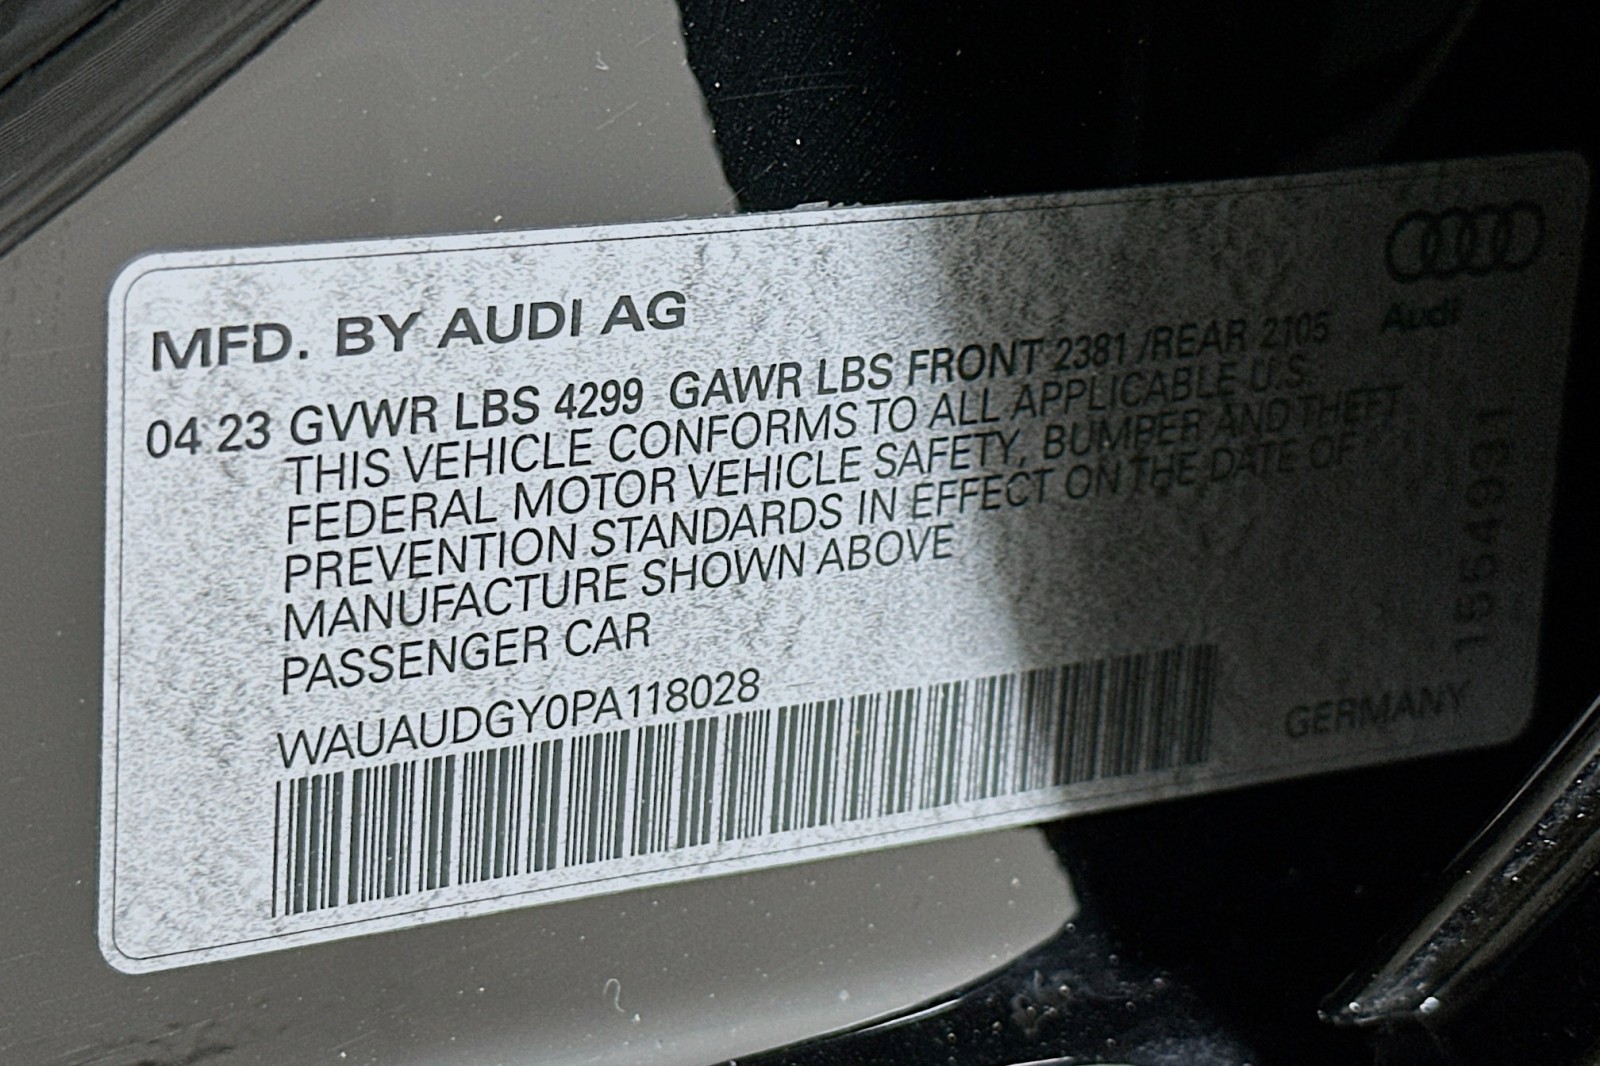 MFD. BY AUDI AG
Audi
04 23 GVWR LBS 4299 GAWR LBS FRONT 2381 /REAR 2105
THIS VEHICLE CONFORMS TO ALL APPLICABLE U.S.
FEDERAL MOTOR VEHICLE SAFETY, BUMPER AND THEFT
PREVENTION STANDARDS IN EFFECT ON THE DATE OF
MANUFACTURE SHOWN ABOVE
PASSENGER CAR
WAUAUDGY0PA118028
GERMANY
1554931